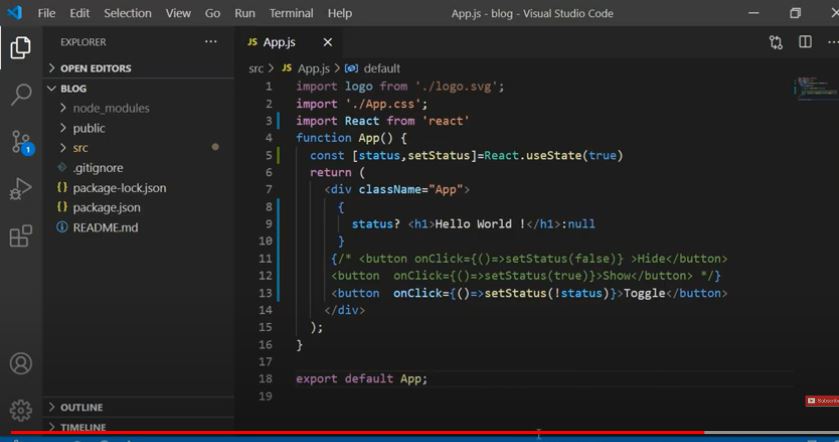 File Edit Selection View Go Run Terminal Help App.js - blog - Visual Studio Code
EXPLORER ...
JS App.js ×
OPEN EDITORS
BLOG
node_modules
public
src
.gitignore
package-lock.json
package.json
README.md
OUTLINE
TIMELINE
1
src > JS App.js > default
1 import logo from './logo.svg';
2 import './App.css';
3 import React from 'react'
4 function App() {
5 const [status,setStatus]=React.useState(true)
6 return (
7 <div className="App">
8 {
9 status? <h1>Hello World !</h1>:null
10 }
11 {/* <button onClick={()=>setStatus(false)} >Hide</button>
12 <button onClick={()=>setStatus(true)}>Show</button> */}
13 <button onClick={()=>setStatus(!status)}>Toggle</button>
14 </div>
15 );
16 }
17
18 export default App;
19